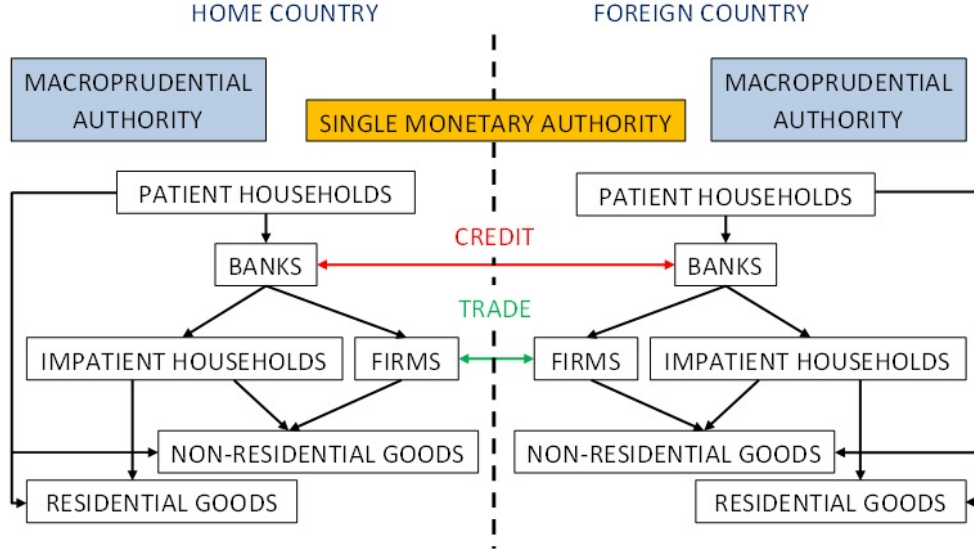 HOME COUNTRY
FOREIGN COUNTRY
MACROPRUDENTIAL
AUTHORITY
SINGLE MONETARY AUTHORITY
MACROPRUDENTIAL
AUTHORITY
PATIENT HOUSEHOLDS
PATIENT HOUSEHOLDS
CREDIT
BANKS
BANKS
TRADE
IMPATIENT HOUSEHOLDS
FIRMS
FIRMS
IMPATIENT HOUSEHOLDS
NON-RESIDENTIAL GOODS
NON-RESIDENTIAL GOODS
RESIDENTIAL GOODS
RESIDENTIAL GOODS